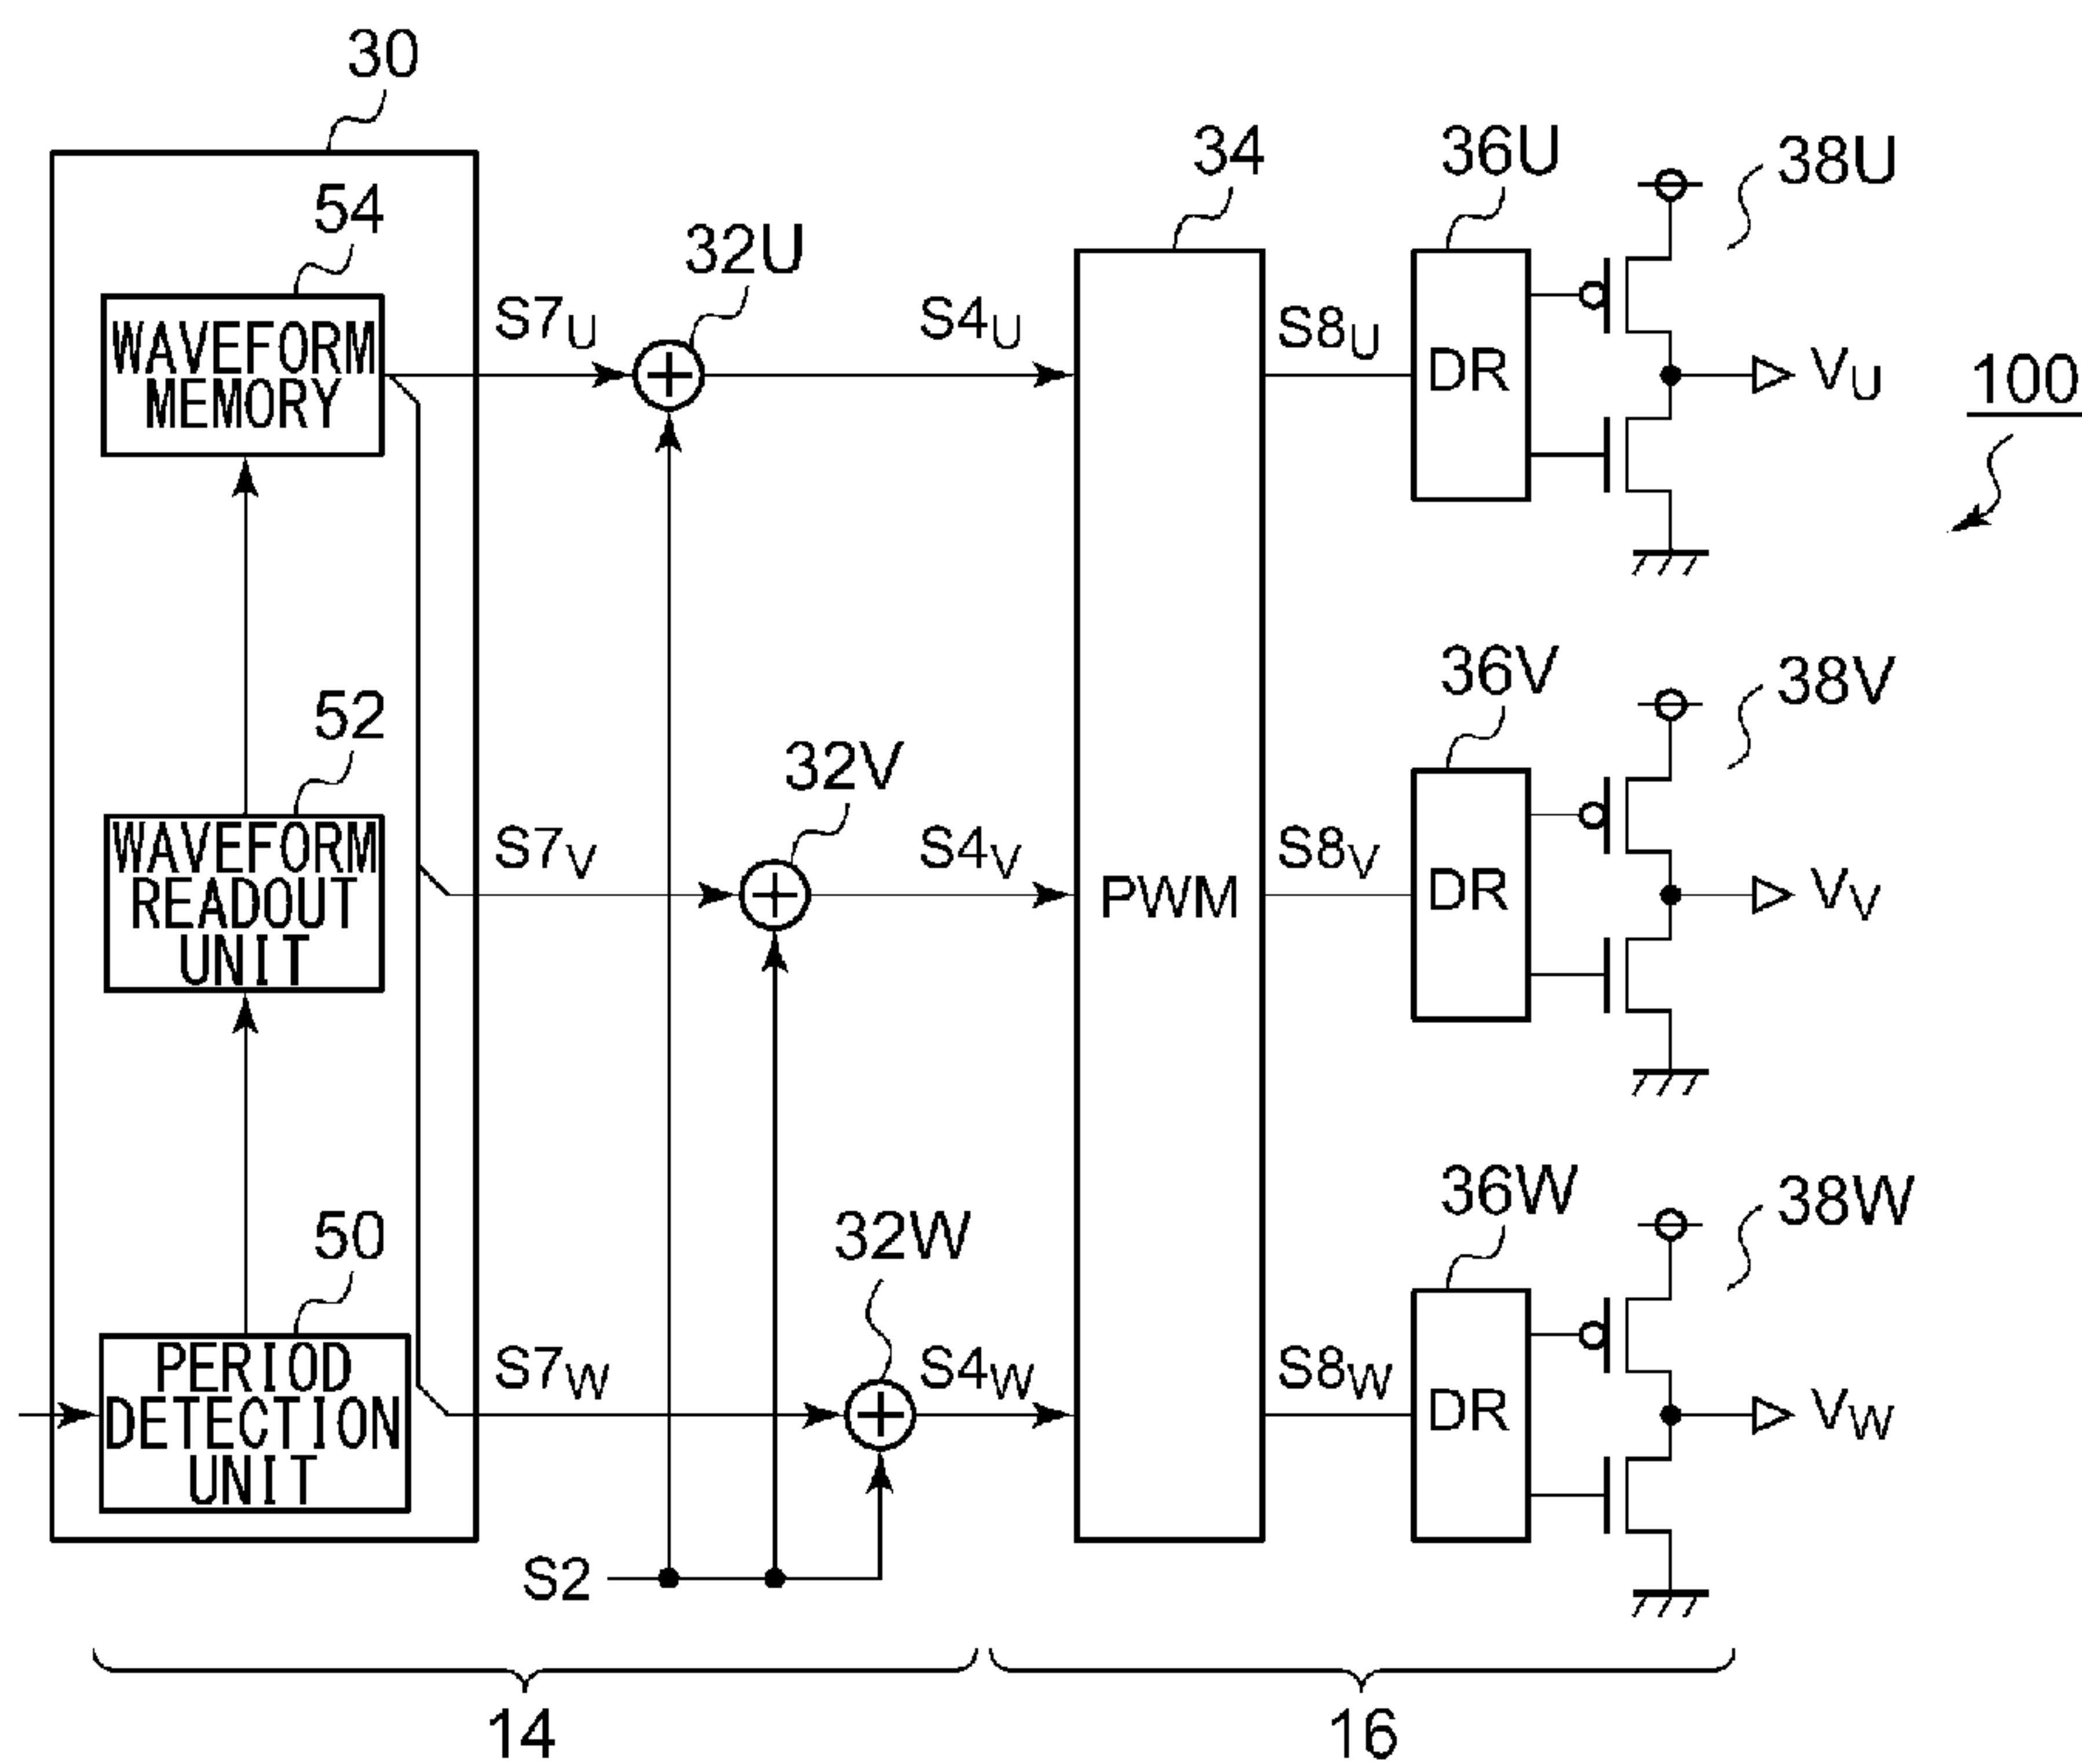 30
54
34
36U
38U
32U
S7U
S4U
S8U
WAVEFORM
MEMORY
DR
VU
100
52
36V
38V
32V
S7V
S4V
S8V
WAVEFORM
READOUT
UNIT
PWM
DR
VV
50
36W
38W
32W
S7W
S4W
S8W
PERIOD
DETECTION
UNIT
DR
VW
S2
14
16